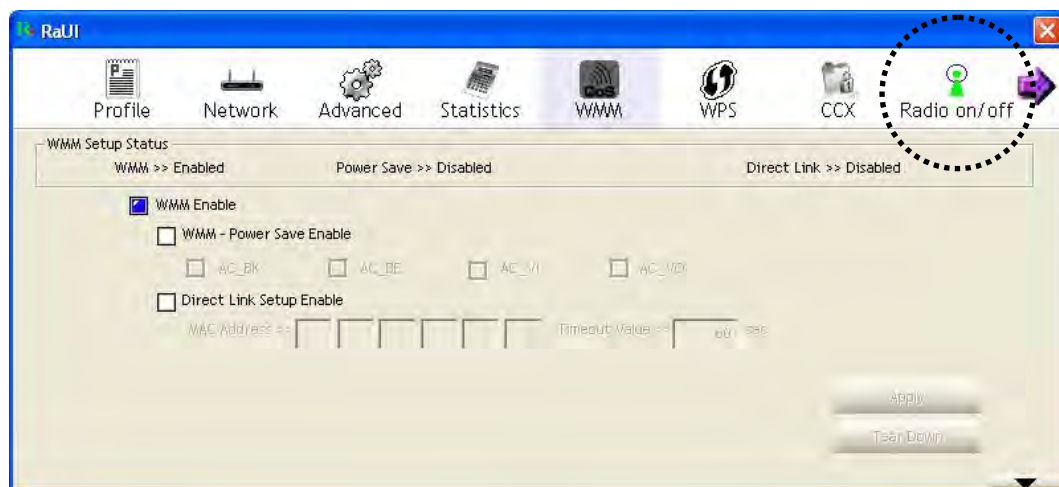 RaUI
Profile Network Advanced Statistics QoS WMM WPS CCX Radio on/off
WMM Setup Status
WMM >> Enabled Power Save >> Disabled Direct Link >> Disabled
WMM Enable
WMM - Power Save Enable
AC_BK AC_BE AC_VI AC_VO
Direct Link Setup Enable
MAC Address >> Timeout Value >> 60 sec
Apply
Tear Down